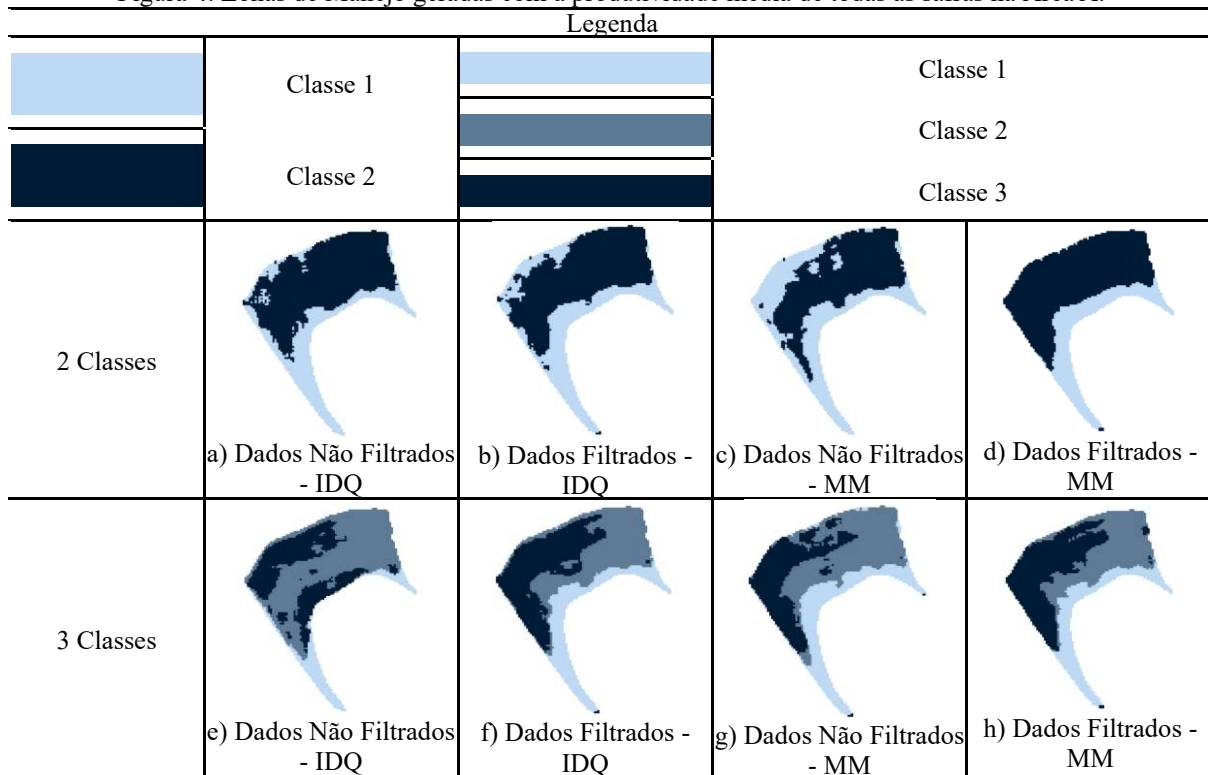 Legenda
Classe 1
Classe 2
Classe 1
Classe 2
Classe 3
2 Classes
a) Dados Não Filtrados
- IDQ
b) Dados Filtrados -
IDQ
c) Dados Não Filtrados
- MM
d) Dados Filtrados -
MM
3 Classes
e) Dados Não Filtrados
- IDQ
f) Dados Filtrados -
IDQ
g) Dados Não Filtrados
- MM
h) Dados Filtrados -
MM